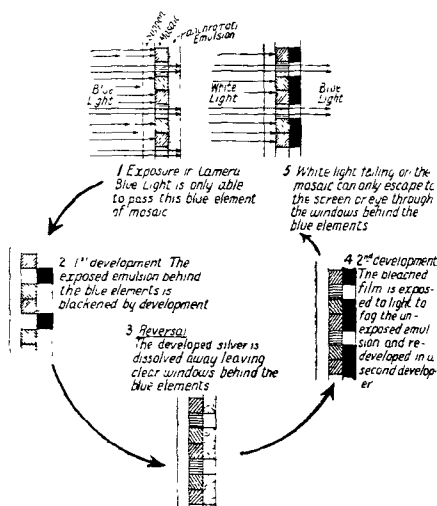 Support
Mosaic
Panchromatic
Emulsion
Blue
Light
White
Light
Blue
Light
1 Exposure in Camera
Blue Light is only able
to pass this blue element
of mosaic
5 White light falling on the
mosaic can only escape to
the screen or eye through
the windows behind the
blue elements
2 1st development The
exposed emulsion behind
the blue elements is
blackened by development
3 Reversal
The developed silver is
dissolved away leaving
clear windows behind the
blue elements
4 2nd development
The bleached
film is expos-
ed to light to
fog the un-
exposed emul
sion and re-
developed in a
second develop-
er